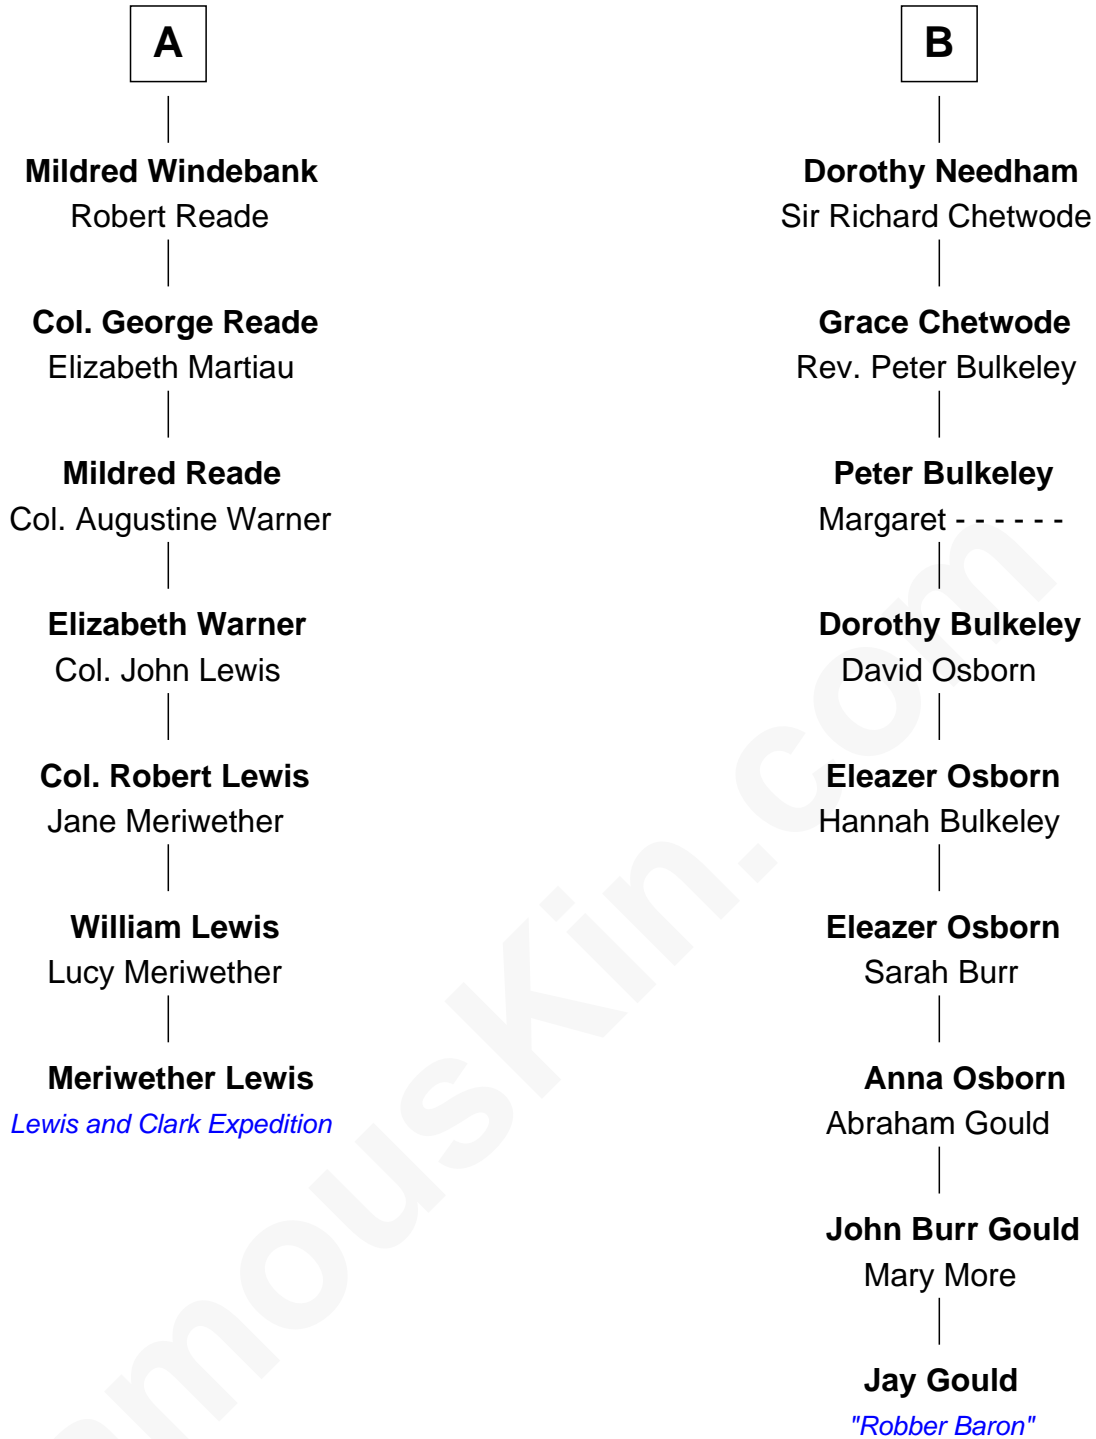 A
Mildred Windebank
Robert Reade
Col. George Reade
Elizabeth Martiau
Mildred Reade
Col. Augustine Warner
Elizabeth Warner
Col. John Lewis
Col. Robert Lewis
Jane Meriwether
William Lewis
Lucy Meriwether
Meriwether Lewis
Lewis and Clark Expedition
B
Dorothy Needham
Sir Richard Chetwode
Grace Chetwode
Rev. Peter Bulkeley
Peter Bulkeley
Margaret - - - - - -
Dorothy Bulkeley
David Osborn
Eleazer Osborn
Hannah Bulkeley
Eleazer Osborn
Sarah Burr
Anna Osborn
Abraham Gould
John Burr Gould
Mary More
Jay Gould
"Robber Baron"
amouskin.com